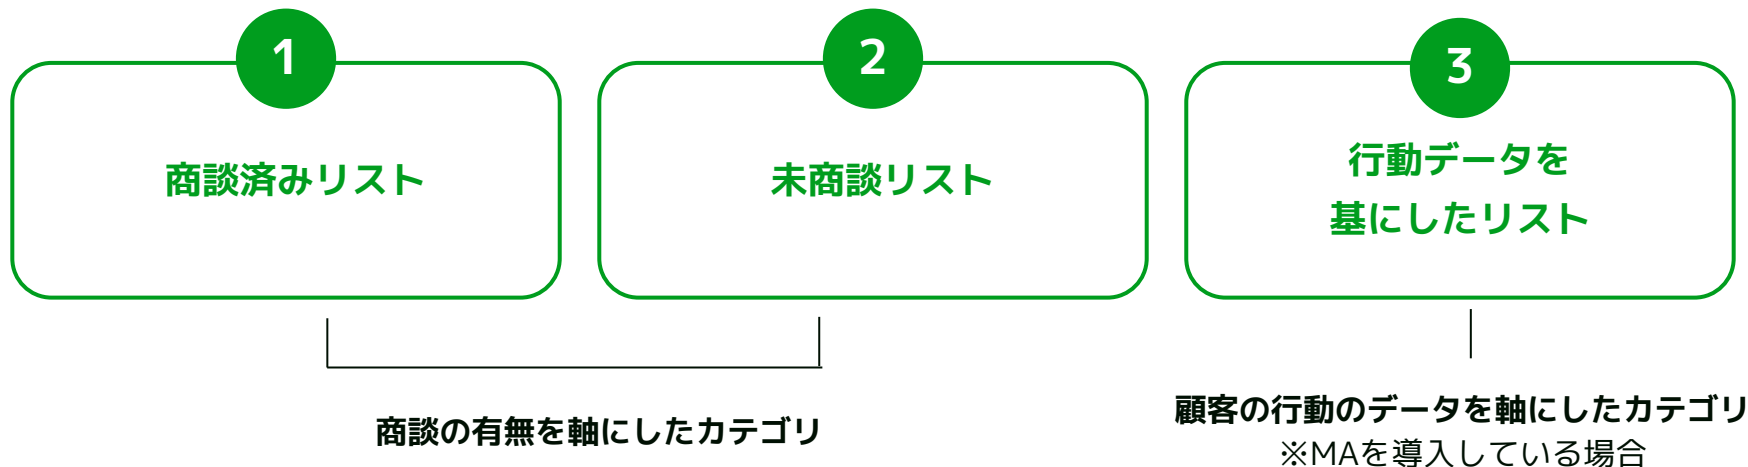 1
商談済みリスト
2
未商談リスト
3
行動データを
基にしたリスト
商談の有無を軸にしたカテゴリ
顧客の行動のデータを軸にしたカテゴリ
※MAを導入している場合